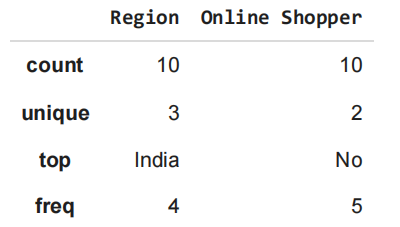 Region Online Shopper
count 10 10
unique 3 2
top India No
freq 4 5